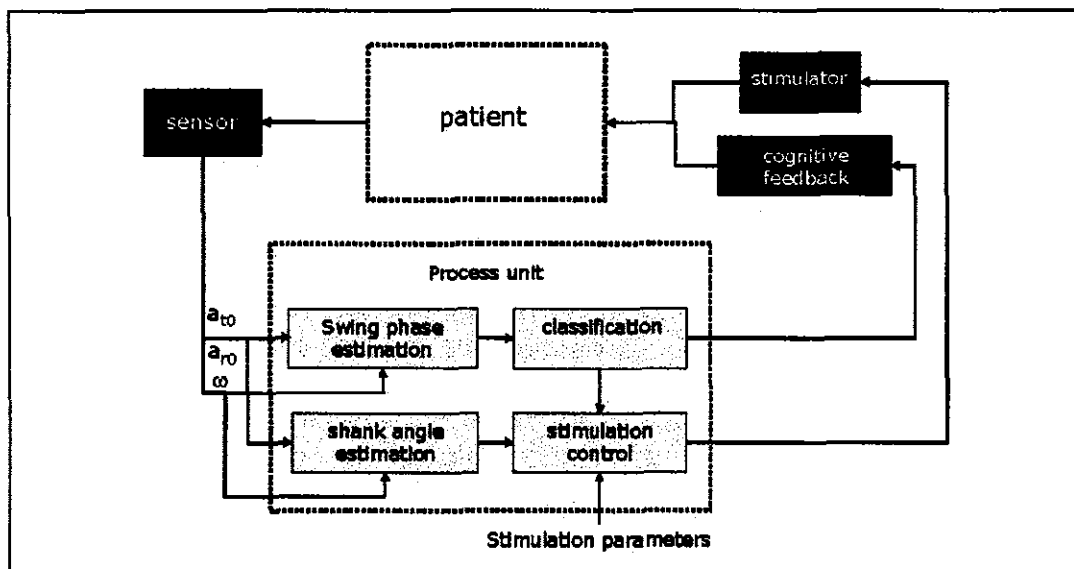 stimulator
sensor
patient
cognitive
feedback
Process unit
a_t0
Swing phase
estimation
classification
a_r0
ω
shank angle
estimation
stimulation
control
Stimulation parameters